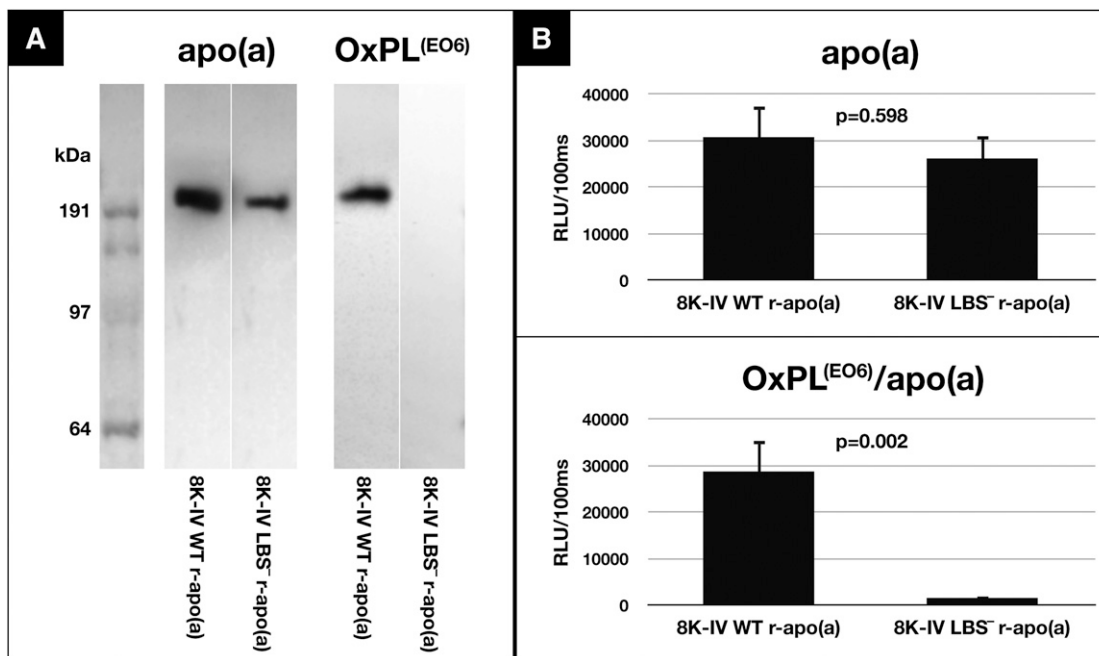 A
apo(a) OxPL(EO6)
kDa
191
97
64
8K-IV WT r-apo(a)
8K-IV LBS⁻ r-apo(a)
8K-IV WT r-apo(a)
8K-IV LBS⁻ r-apo(a)
B
apo(a)
40000
p=0.598
30000
20000
10000
0
RLU/100ms
8K-IV WT r-apo(a) 8K-IV LBS⁻ r-apo(a)
OxPL(EO6)/apo(a)
40000
p=0.002
30000
20000
10000
0
RLU/100ms
8K-IV WT r-apo(a) 8K-IV LBS⁻ r-apo(a)